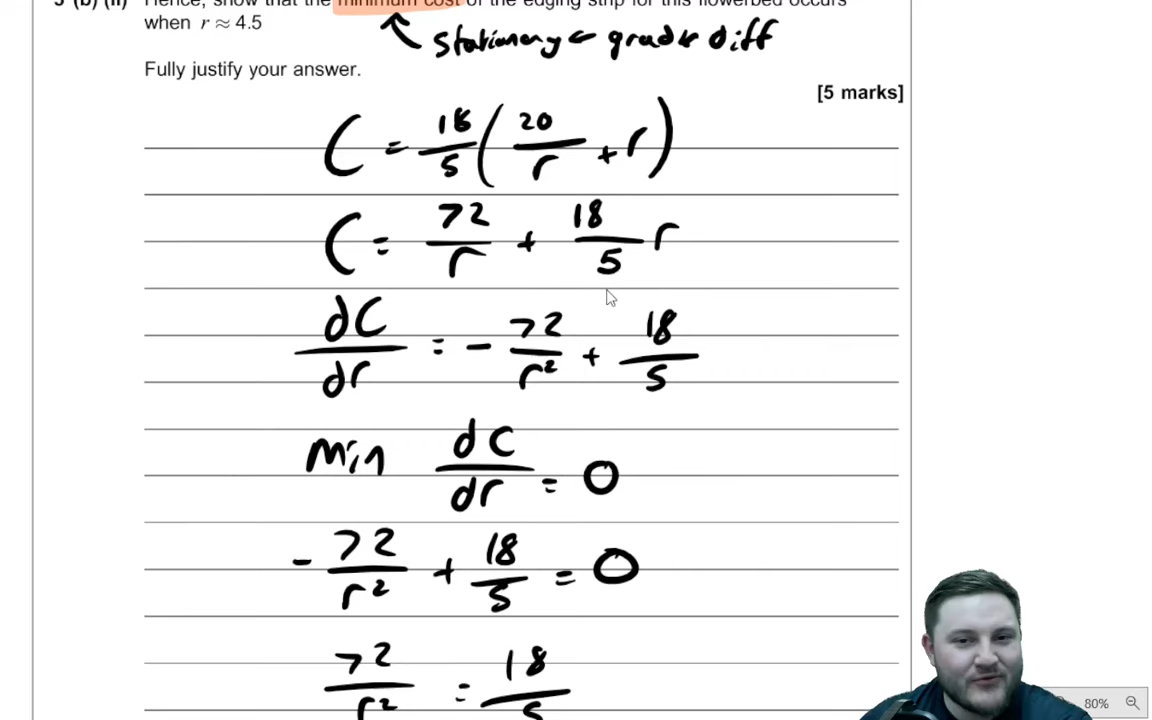 5 (b) (ii) Hence, show that the minimum cost of the edging strip for this flowerbed occurs
when r ≈ 4.5
stationary ← grad & diff
Fully justify your answer.
[5 marks]
C = 18/5 ( 20/r + r )
C = 72/r + 18/5 r
dC/dr = - 72/r² + 18/5
Min dC/dr = 0
- 72/r² + 18/5 = 0
72/r² = 18/5
80%